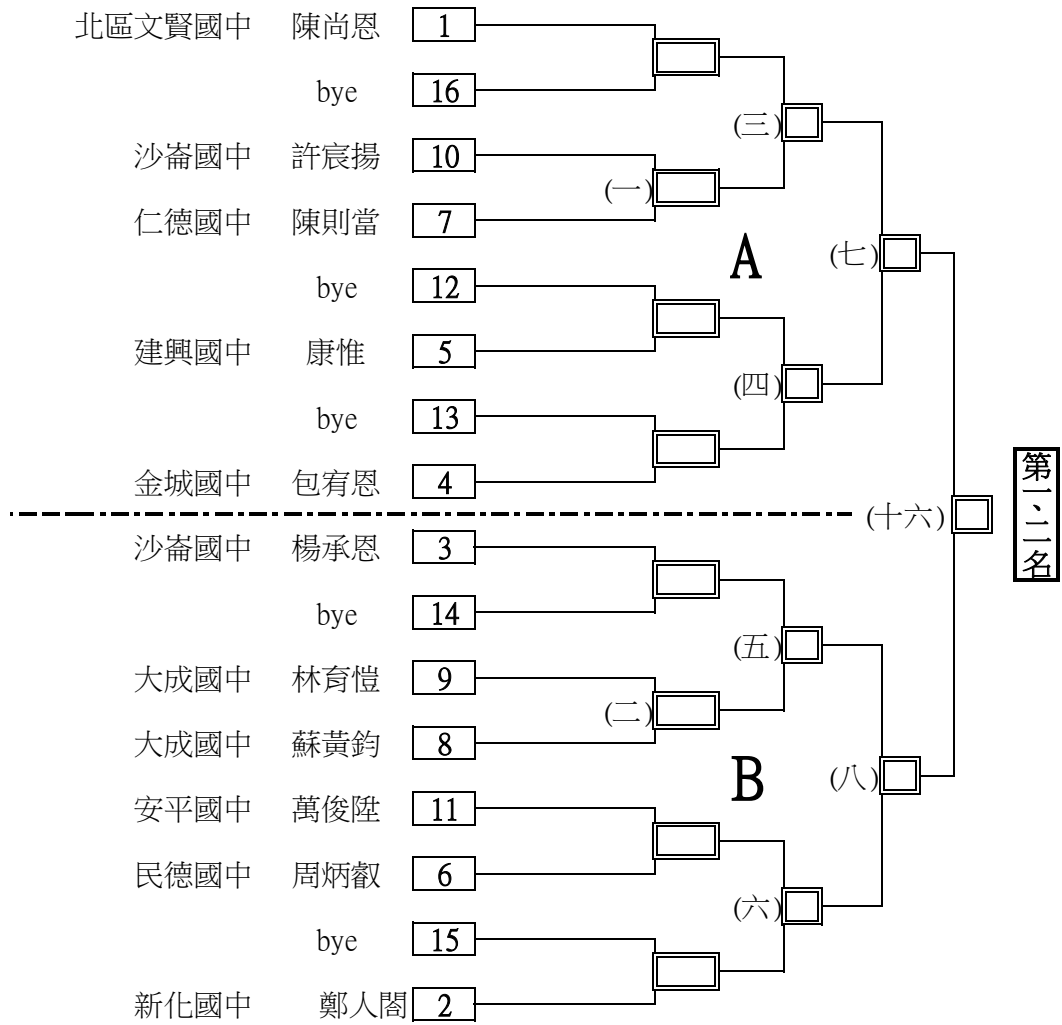 北區文賢國中 陳尚恩 1
bye 16
(三)
沙崙國中 許宸揚 10
(一)
仁德國中 陳則當 7
A
(七)
bye 12
建興國中 康惟 5
(四)
bye 13
金城國中 包宥恩 4
(十六)
第一、二名
沙崙國中 楊承恩 3
bye 14
(五)
大成國中 林育愷 9
(二)
大成國中 蘇黃鈞 8
B
(八)
安平國中 萬俊陞 11
民德國中 周炳叡 6
(六)
bye 15
新化國中 鄭人閤 2